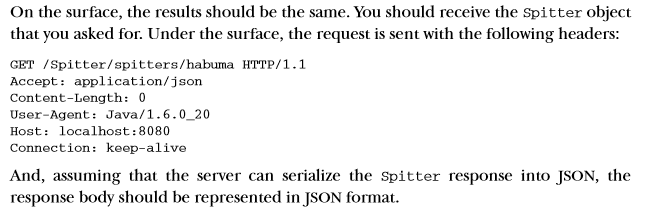 On the surface, the results should be the same. You should receive the Spitter object
that you asked for. Under the surface, the request is sent with the following headers:
GET /Spitter/spitters/habuma HTTP/1.1
Accept: application/json
Content-Length: 0
User-Agent: Java/1.6.0_20
Host: localhost:8080
Connection: keep-alive
And, assuming that the server can serialize the Spitter response into JSON, the
response body should be represented in JSON format.